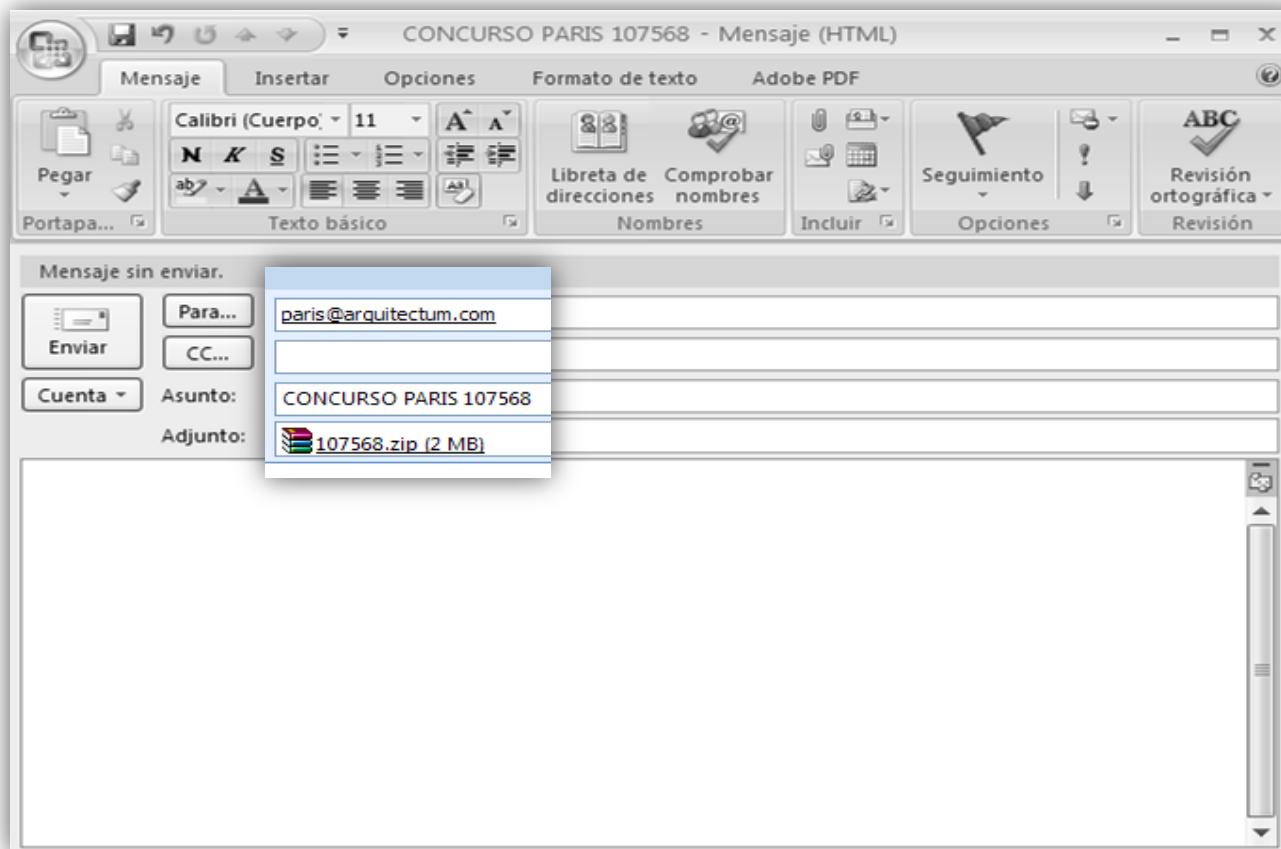 CONCURSO PARIS 107568 - Mensaje (HTML)
Mensaje Insertar Opciones Formato de texto Adobe PDF
Calibri (Cuerpo) 11 A A
N K S
ab A Aa
Pegar
Libreta de direcciones
Comprobar nombres
Seguimiento
ABC
Revisión ortográfica
Portapa... Texto básico Nombres Incluir Opciones Revisión
Mensaje sin enviar.
Enviar
Para... paris@arquitectum.com
CC...
Cuenta Asunto: CONCURSO PARIS 107568
Adjunto: 107568.zip (2 MB)